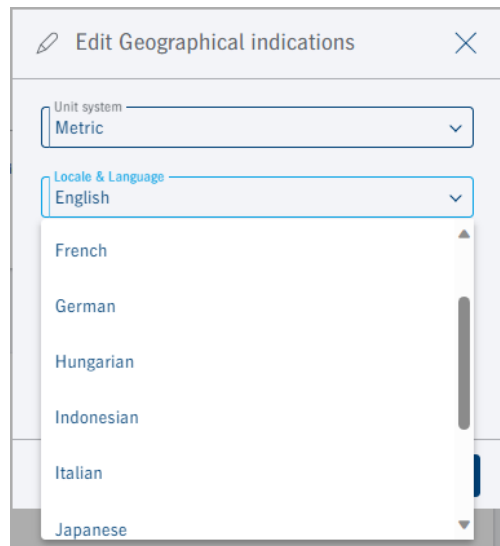 Edit Geographical indications
Unit system
Metric
Locale & Language
English
French
German
Hungarian
Indonesian
Italian
Japanese